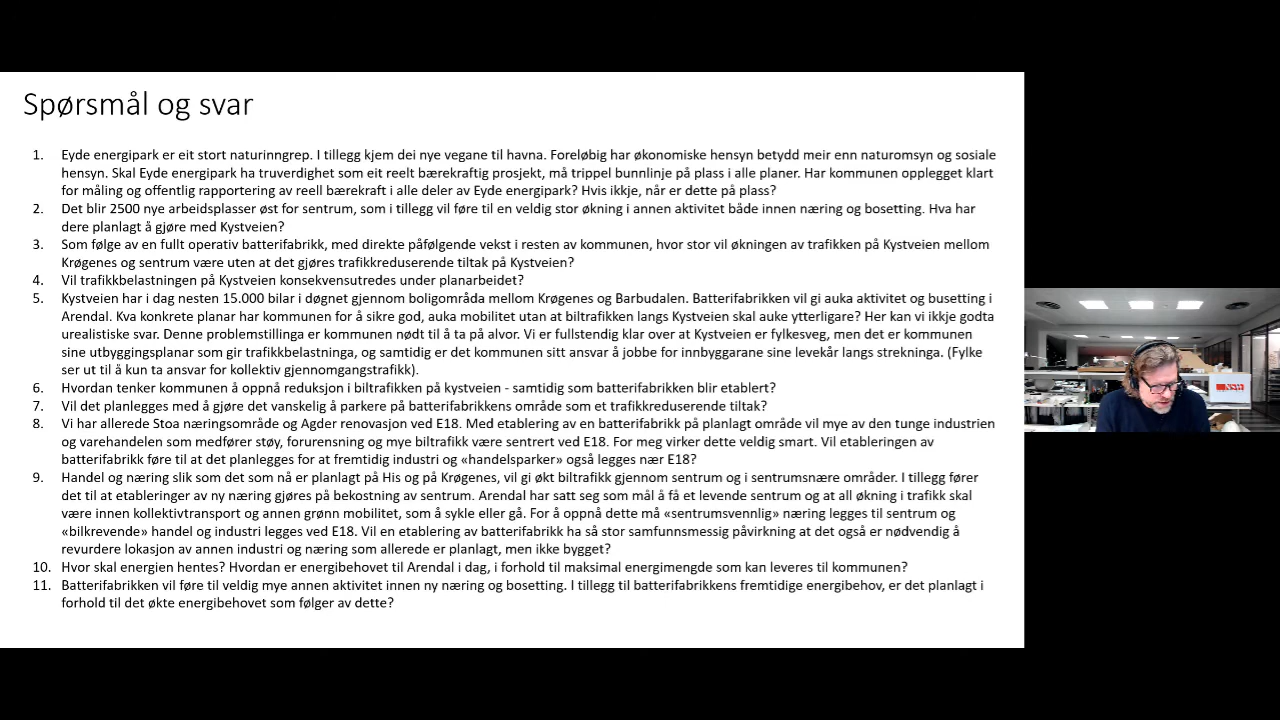 Spørsmål og svar
1. Eyde energipark er eit stort naturinngrep. I tillegg kjem dei nye vegane til havna. Foreløbig har økonomiske hensyn betydd meir enn naturomsyn og sosiale
hensyn. Skal Eyde energipark ha truverdighet som eit reelt bærekraftig prosjekt, må trippel bunnlinje på plass i alle planer. Har kommunen opplegget klart
for måling og offentlig rapportering av reell bærekraft i alle deler av Eyde energipark? Hvis ikkje, når er dette på plass?
2. Det blir 2500 nye arbeidsplasser øst for sentrum, som i tillegg vil føre til en veldig stor økning i annen aktivitet både innen næring og bosetting. Hva har
dere planlagt å gjøre med Kystveien?
3. Som følge av en fullt operativ batterifabrikk, med direkte påfølgende vekst i resten av kommunen, hvor stor vil økningen av trafikken på Kystveien mellom
Krøgenes og sentrum være uten at det gjøres trafikkreduserende tiltak på Kystveien?
4. Vil trafikkbelastningen på Kystveien konsekvensutredes under planarbeidet?
5. Kystveien har i dag nesten 15.000 bilar i døgnet gjennom boligområda mellom Krøgenes og Barbudalen. Batterifabrikken vil gi auka aktivitet og busetting i
Arendal. Kva konkrete planar har kommunen for å sikre god, auka mobilitet utan at biltrafikken langs Kystveien skal auke ytterligare? Her kan vi ikkje godta
urealistiske svar. Denne problemstillinga er kommunen nødt til å ta på alvor. Vi er fullstendig klar over at Kystveien er fylkesveg, men det er kommunen
sine utbyggingsplanar som gir trafikkbelastninga, og samtidig er det kommunen sitt ansvar å jobbe for innbyggarane sine levekår langs strekninga. (Fylke
ser ut til å kun ta ansvar for kollektiv gjennomgangstrafikk).
6. Hvordan tenker kommunen å oppnå reduksjon i biltrafikken på kystveien - samtidig som batterifabrikken blir etablert?
7. Vil det planlegges med å gjøre det vanskelig å parkere på batterifabrikkens område som et trafikkreduserende tiltak?
8. Vi har allerede Stoa næringsområde og Agder renovasjon ved E18. Med etablering av en batterifabrikk på planlagt område vil mye av den tunge industrien
og varehandelen som medfører støy, forurensning og mye biltrafikk være sentrert ved E18. For meg virker dette veldig smart. Vil etableringen av
batterifabrikk føre til at det planlegges for at fremtidig industri og «handelsparker» også legges nær E18?
9. Handel og næring slik som det som nå er planlagt på His og på Krøgenes, vil gi økt biltrafikk gjennom sentrum og i sentrumsnære områder. I tillegg fører
det til at etableringer av ny næring gjøres på bekostning av sentrum. Arendal har satt seg som mål å få et levende sentrum og at all økning i trafikk skal
være innen kollektivtransport og annen grønn mobilitet, som å sykle eller gå. For å oppnå dette må «sentrumsvennlig» næring legges til sentrum og
«bilkrevende» handel og industri legges ved E18. Vil en etablering av batterifabrikk ha så stor samfunnsmessig påvirkning at det også er nødvendig å
revurdere lokasjon av annen industri og næring som allerede er planlagt, men ikke bygget?
10. Hvor skal energien hentes? Hvordan er energibehovet til Arendal i dag, i forhold til maksimal energimengde som kan leveres til kommunen?
11. Batterifabrikken vil føre til veldig mye annen aktivitet innen ny næring og bosetting. I tillegg til batterifabrikkens fremtidige energibehov, er det planlagt i
forhold til det økte energibehovet som følger av dette?